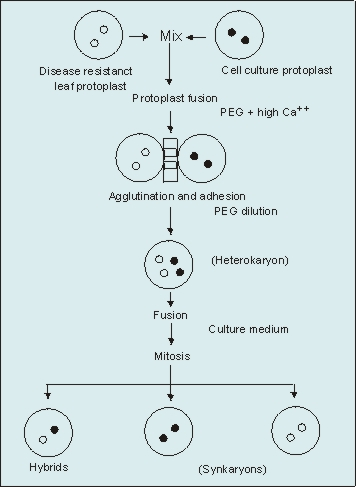 Mix
Disease resistanct
leaf protoplast
Cell culture protoplast
Protoplast fusion
PEG + high Ca++
Agglutination and adhesion
PEG dilution
(Heterokaryon)
Fusion
Culture medium
Mitosis
Hybrids
(Synkaryons)